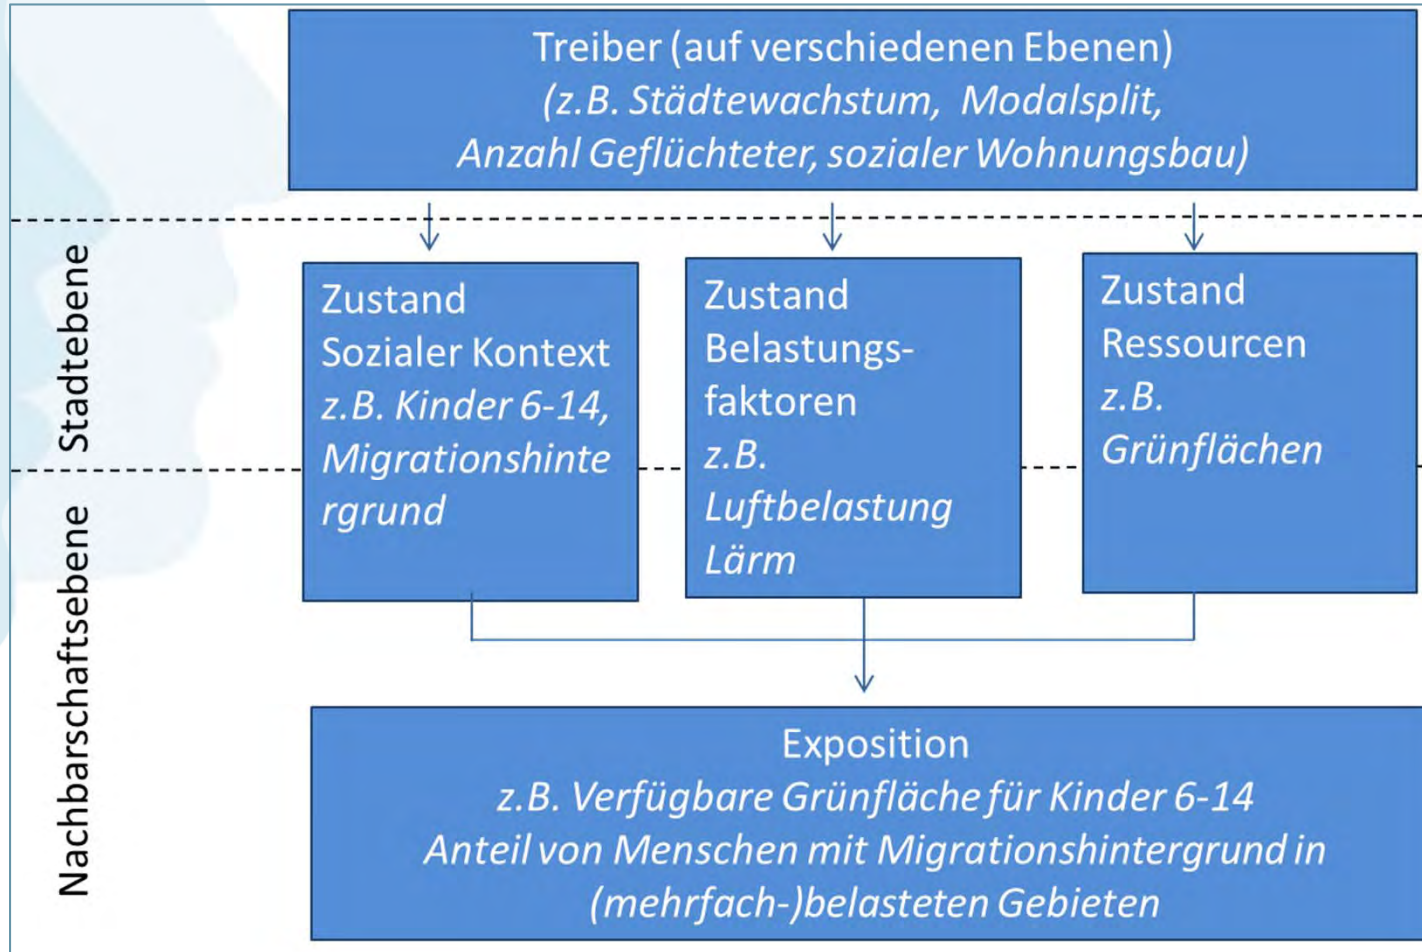 Treiber (auf verschiedenen Ebenen)
(z.B. Städtewachstum, Modalsplit,
Anzahl Geflüchteter, sozialer Wohnungsbau)
Stadtebene
Zustand
Sozialer Kontext
z.B. Kinder 6-14,
Migrationshinte
rgrund
Zustand
Belastungs-
faktoren
z.B.
Luftbelastung
Lärm
Zustand
Ressourcen
z.B.
Grünflächen
Nachbarschaftsebene
Exposition
z.B. Verfügbare Grünfläche für Kinder 6-14
Anteil von Menschen mit Migrationshintergrund in
(mehrfach-)belasteten Gebieten